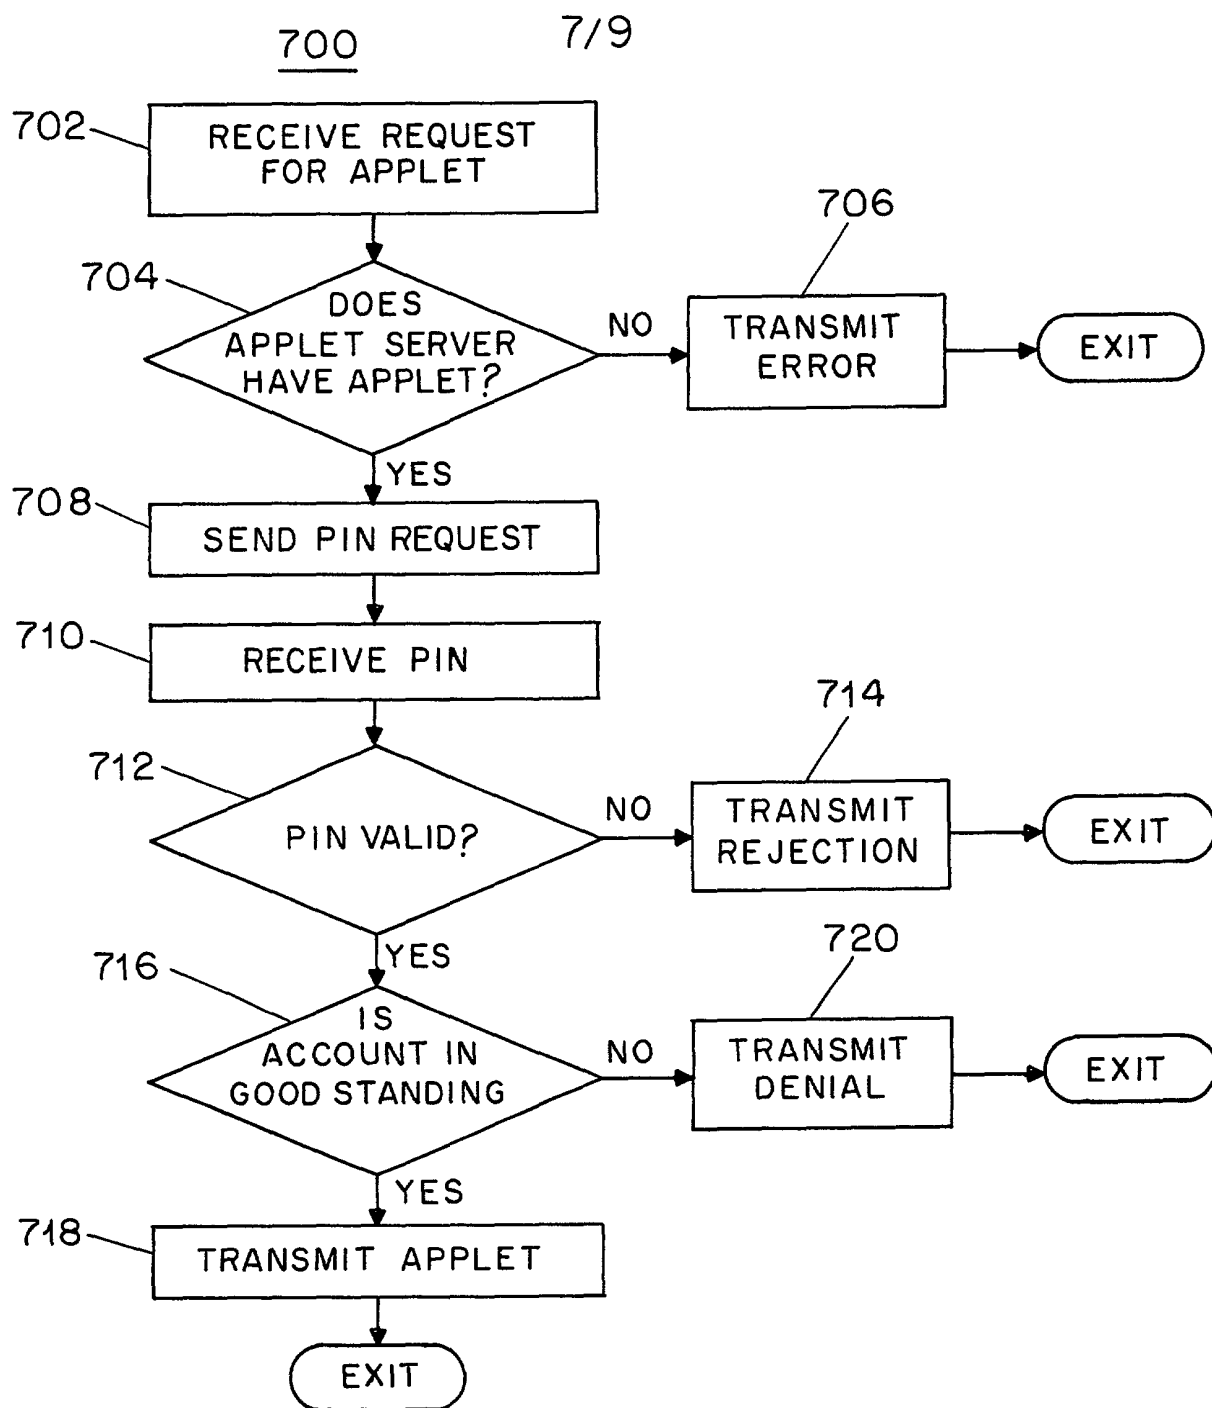 700
7/9
702
RECEIVE REQUEST
FOR APPLET
706
704
DOES
APPLET SERVER
HAVE APPLET?
NO
TRANSMIT
ERROR
EXIT
YES
708
SEND PIN REQUEST
710
RECEIVE PIN
714
712
PIN VALID?
NO
TRANSMIT
REJECTION
EXIT
YES
720
716
IS
ACCOUNT IN
GOOD STANDING
NO
TRANSMIT
DENIAL
EXIT
YES
718
TRANSMIT APPLET
EXIT